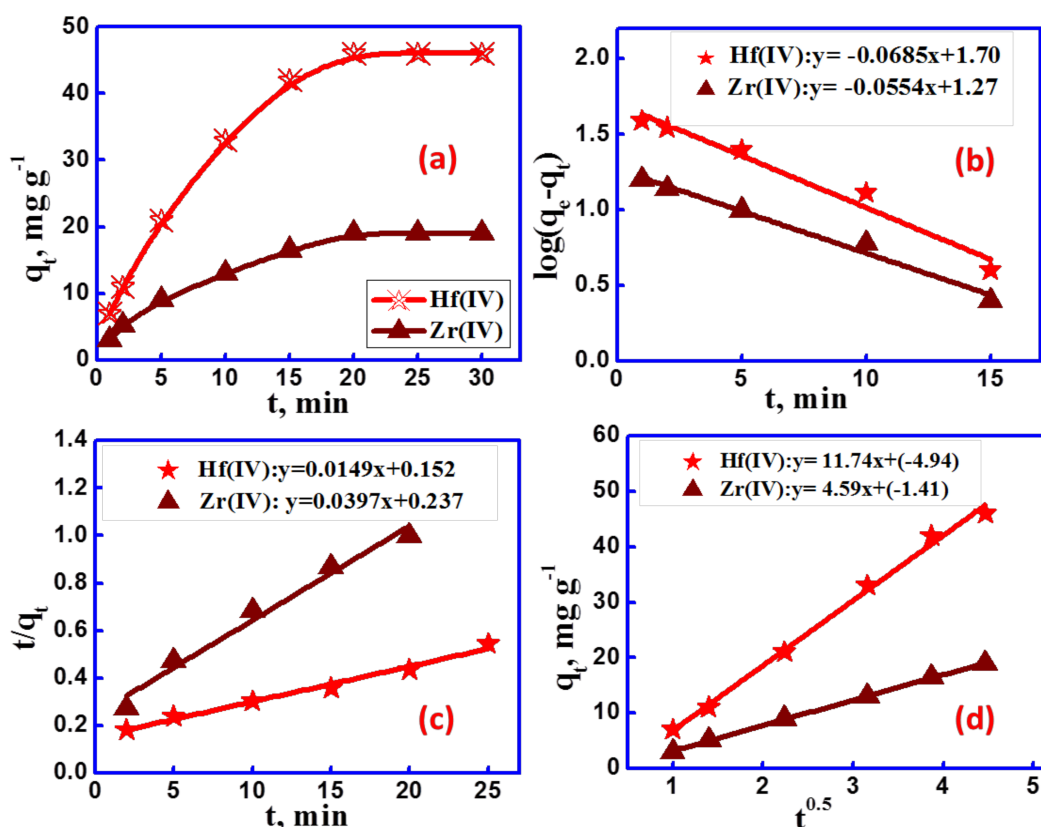 50
40
30
20
10
0
q_t, mg g^-1
(a)
Hf(IV)
Zr(IV)
0 5 10 15 20 25 30
t, min
2.0
1.5
1.0
0.5
0.0
log(q_e-q_t)
Hf(IV):y= -0.0685x+1.70
Zr(IV):y= -0.0554x+1.27
(b)
0 5 10 15
t, min
1.4
1.2
1.0
0.8
0.6
0.4
0.2
0.0
t/q_t
Hf(IV):y=0.0149x+0.152
Zr(IV): y=0.0397x+0.237
(c)
0 5 10 15 20 25
t, min
60
50
40
30
20
10
0
q_t, mg g^-1
Hf(IV):y= 11.74x+(-4.94)
Zr(IV):y= 4.59x+(-1.41)
(d)
1 2 3 4 5
t^0.5